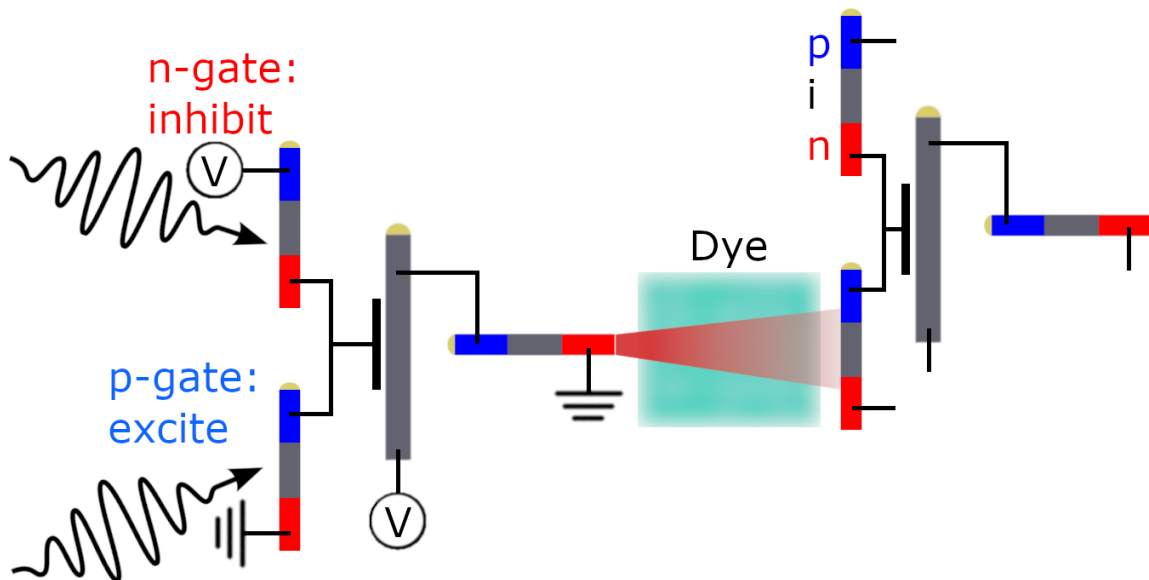 n-gate:
inhibit
V
p-gate:
excite
V
Dye
p
i
n